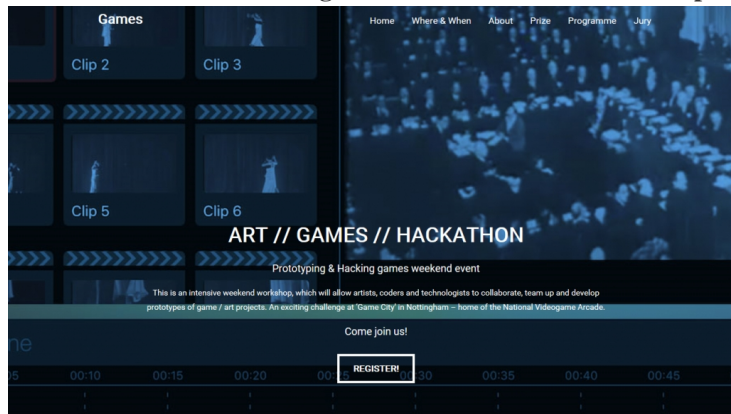 Games
Home Where & When About Prize Programme Jury
Clip 2
Clip 3
Clip 5
Clip 6
ART // GAMES // HACKATHON
Prototyping & Hacking games weekend event
This is an intensive weekend workshop, which will allow artists, coders and technologists to collaborate, team up and develop
prototypes of game / art projects. An exciting challenge at 'Game City' in Nottingham – home of the National Videogame Arcade.
Come join us!
ne
REGISTER!
05 00:10 00:15 00:20 00:30 00:35 00:40 00:45